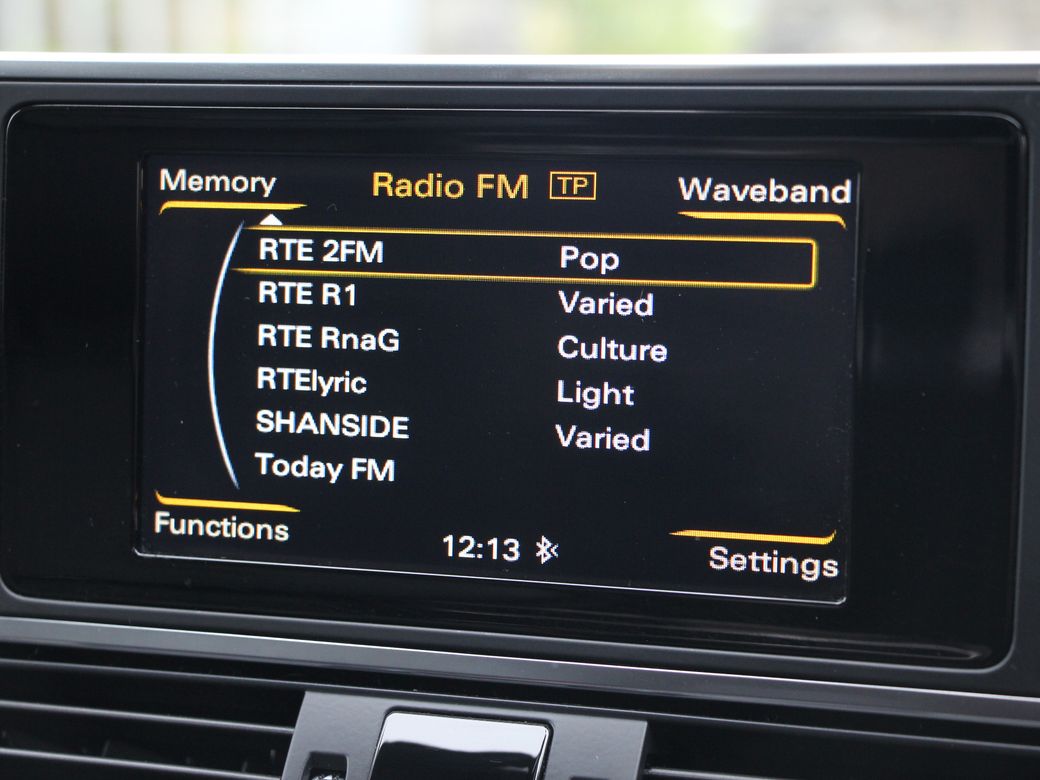 Memory Radio FM TP Waveband
RTE 2FM Pop
RTE R1 Varied
RTE RnaG Culture
RTElyric Light
SHANSIDE Varied
Today FM
Functions 12:13 Settings